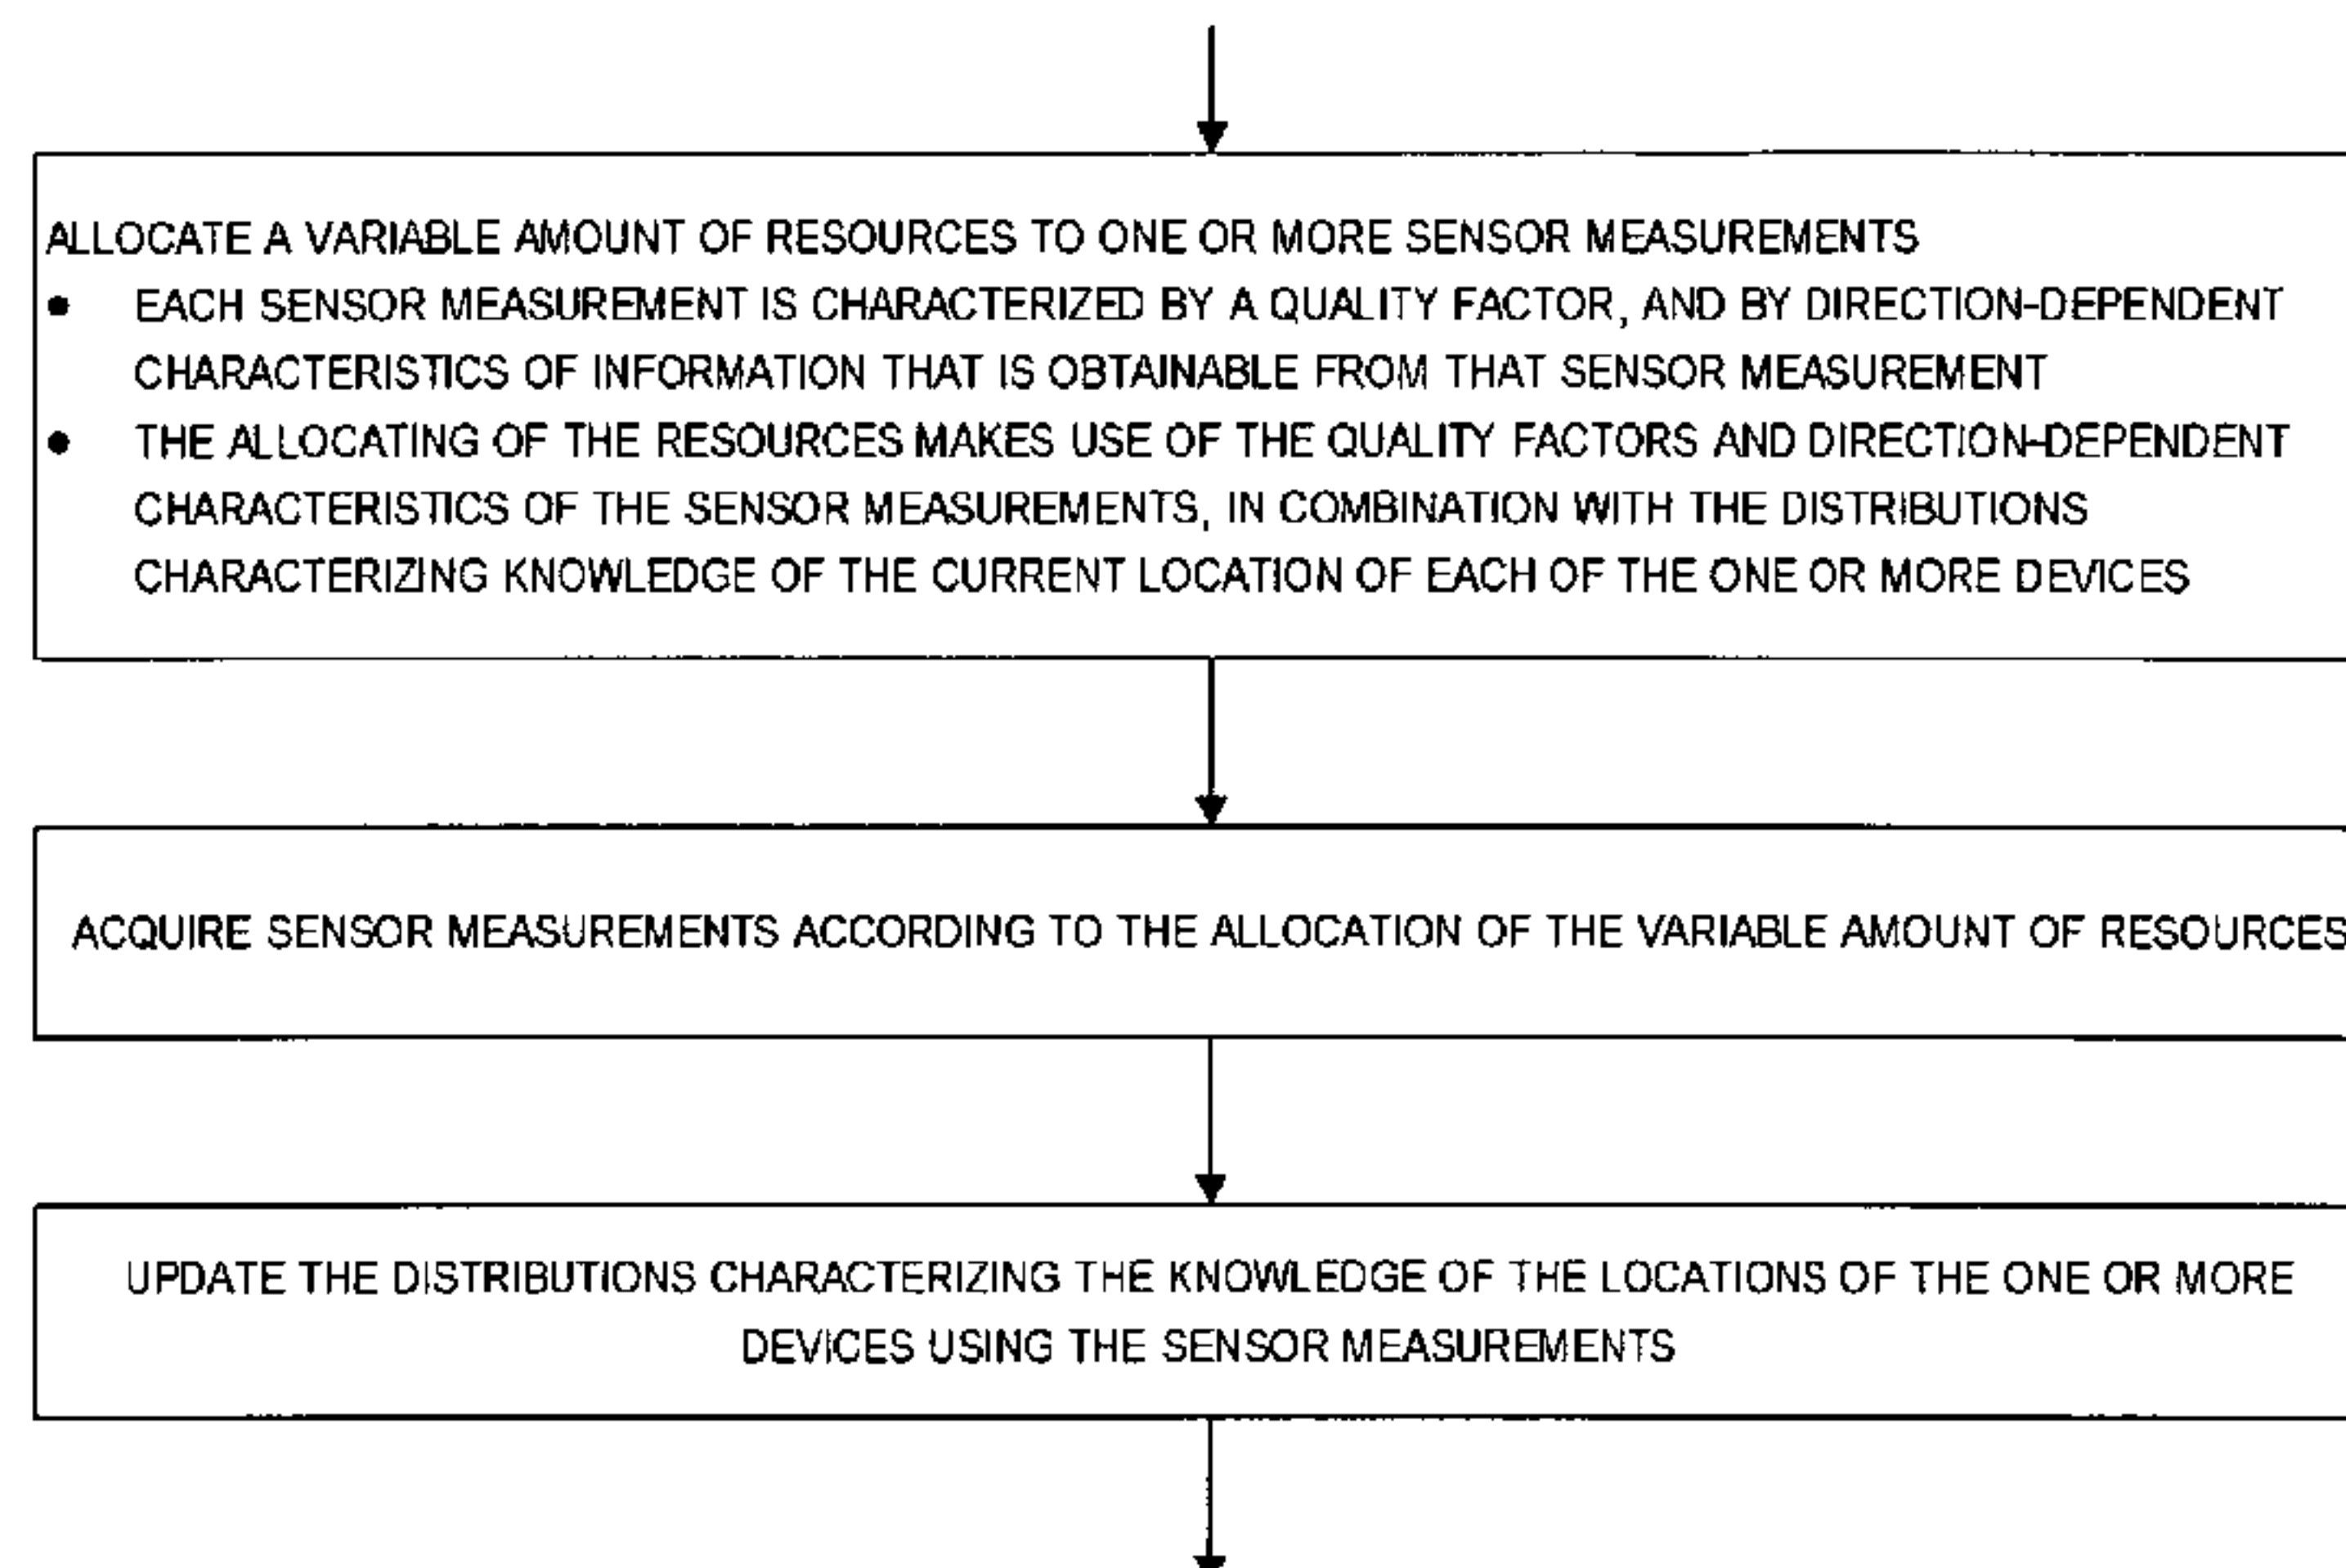 ALLOCATE A VARIABLE AMOUNT OF RESOURCES TO ONE OR MORE SENSOR MEASUREMENTS
• EACH SENSOR MEASUREMENT IS CHARACTERIZED BY A QUALITY FACTOR, AND BY DIRECTION-DEPENDENT
CHARACTERISTICS OF INFORMATION THAT IS OBTAINABLE FROM THAT SENSOR MEASUREMENT
• THE ALLOCATING OF THE RESOURCES MAKES USE OF THE QUALITY FACTORS AND DIRECTION-DEPENDENT
CHARACTERISTICS OF THE SENSOR MEASUREMENTS, IN COMBINATION WITH THE DISTRIBUTIONS
CHARACTERIZING KNOWLEDGE OF THE CURRENT LOCATION OF EACH OF THE ONE OR MORE DEVICES
ACQUIRE SENSOR MEASUREMENTS ACCORDING TO THE ALLOCATION OF THE VARIABLE AMOUNT OF RESOURCES
UPDATE THE DISTRIBUTIONS CHARACTERIZING THE KNOWLEDGE OF THE LOCATIONS OF THE ONE OR MORE
DEVICES USING THE SENSOR MEASUREMENTS